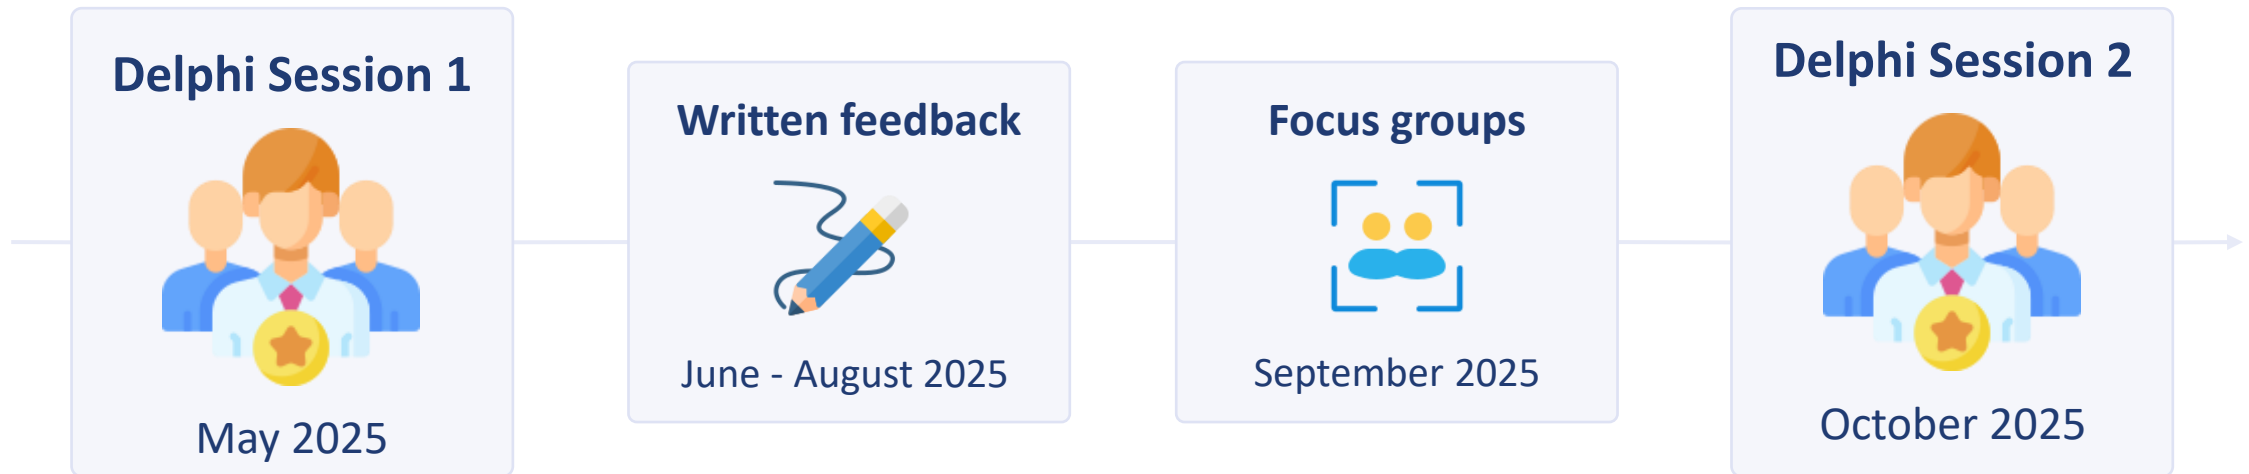 Delphi Session 1
May 2025
Written feedback
June - August 2025
Focus groups
September 2025
Delphi Session 2
October 2025